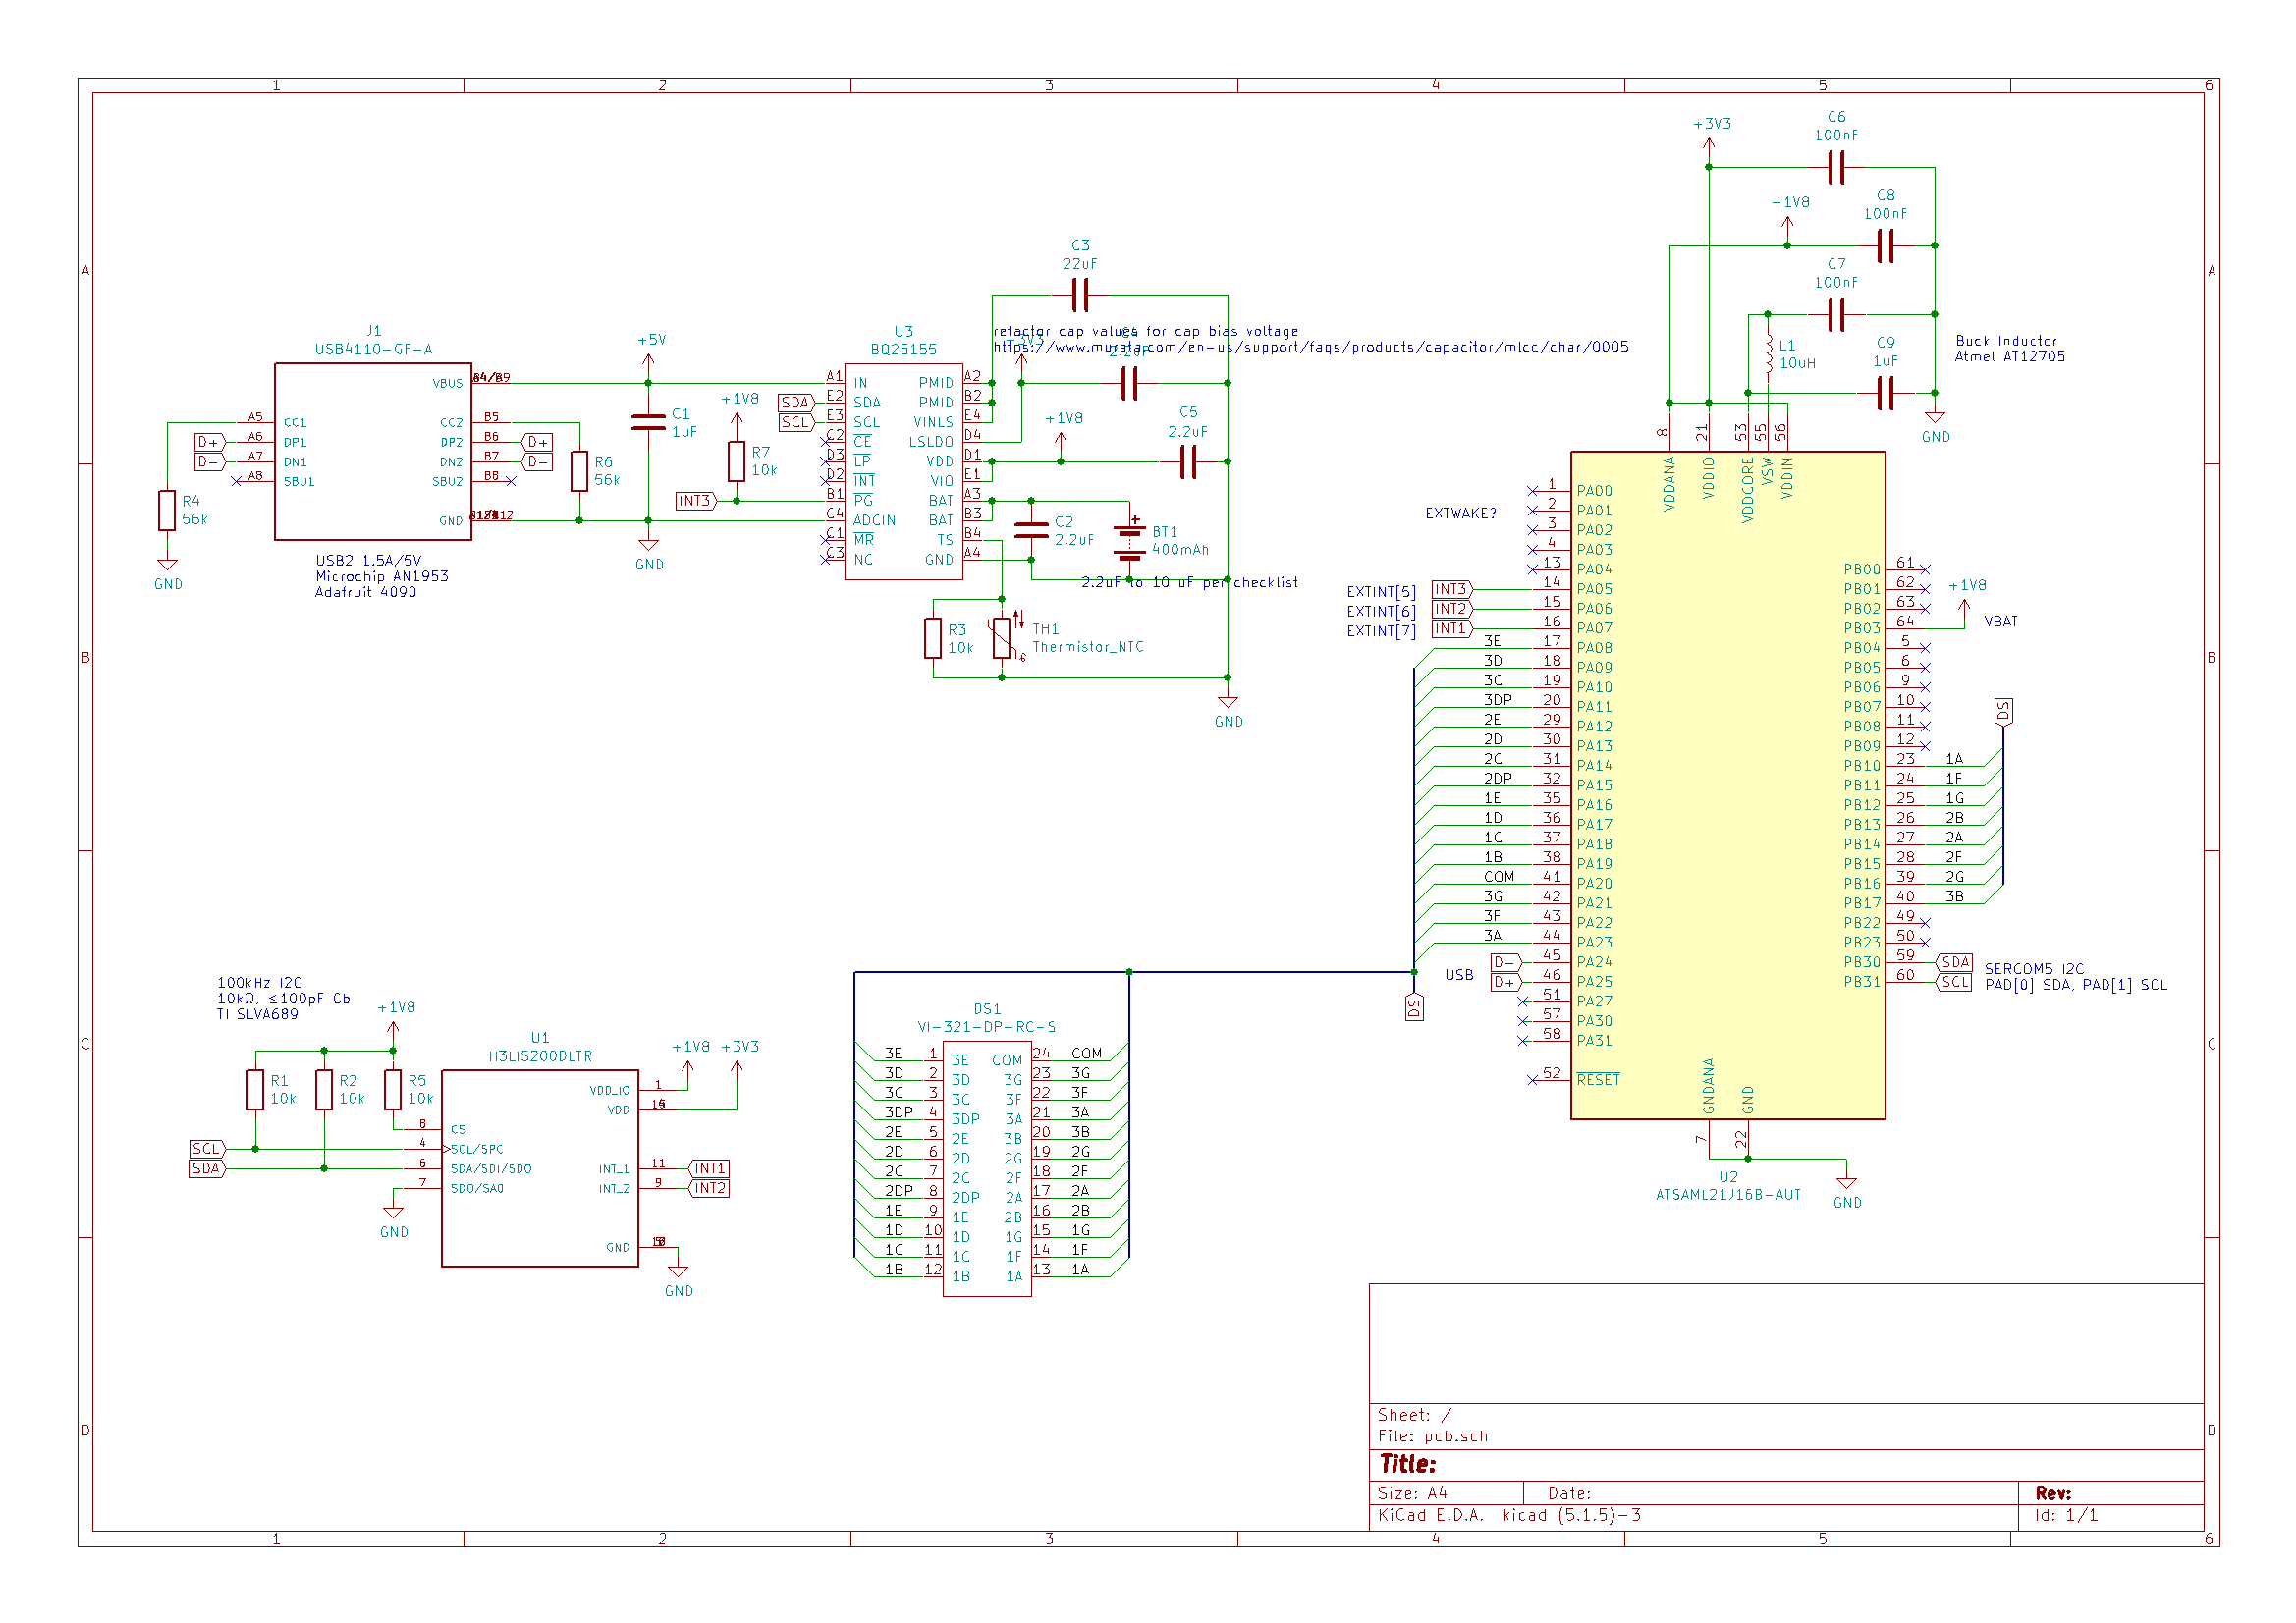 1 2 3 4 5 6
A
B
C
D
J1
USB4110-GF-A
VBUS
A5 CC1
A6 DP1
A7 DN1
A8 SBU1
CC2 B5
DP2 B6
DN2 B7
SBU2 B8
GND
D+
D-
D+
D-
R4
56k
GND
USB2 1.5A/5V
Microchip AN1953
Adafruit 4090
R6
56k
+5V
C1
1uF
GND
+1V8
R7
10k
INT3
SDA
SCL
U3
BQ25155
A1 IN
E2 SDA
E3 SCL
C2 CE
D3 LP
D2 INT
B1 PG
C4 ADCIN
C1 MR
C3 NC
PMID A2
PMID B2
VINLS E4
LSLDO D4
VDD D1
VIO E1
BAT A3
BAT B3
TS B4
GND A4
C3
22uF
refactor cap values for cap bias voltage
https://www.murata.com/en-us/support/faqs/products/capacitor/mlcc/char/0005
+3V3
C4
2.2uF
+1V8
C5
2.2uF
C2
2.2uF
BT1
400mAh
2.2uF to 10 uF per checklist
R3
10k
TH1
Thermistor_NTC
GND
+3V3
C6
100nF
+1V8
C8
100nF
C7
100nF
L1
10uH
C9
1uF
GND
Buck Inductor
Atmel AT12705
8 VDDANA
21 VDDIO
53 VDDCORE
55 VSW
56 VDDIN
EXTWAKE?
1 PA00
2 PA01
3 PA02
4 PA03
13 PA04
EXTINT[5] INT3 14 PA05
EXTINT[6] INT2 15 PA06
EXTINT[7] INT1 16 PA07
3E 17 PA08
3D 18 PA09
3C 19 PA10
3DP 20 PA11
2E 29 PA12
2D 30 PA13
2C 31 PA14
2DP 32 PA15
1E 35 PA16
1D 36 PA17
1C 37 PA18
1B 38 PA19
COM 41 PA20
3G 42 PA21
3F 43 PA22
3A 44 PA23
USB
D- 45 PA24
D+ 46 PA25
51 PA27
57 PA30
58 PA31
52 RESET
PB00 61
PB01 62
PB02 63
PB03 64
+1V8
VBAT
PB04 5
PB05 6
PB06 9
PB07 10
PB08 11
PB09 12
DS
PB10 23 1A
PB11 24 1F
PB12 25 1G
PB13 26 2B
PB14 27 2A
PB15 28 2F
PB16 39 2G
PB17 40 3B
PB22 49
PB23 50
PB30 59 SDA
PB31 60 SCL
SERCOM5 I2C
PAD[0] SDA, PAD[1] SCL
GNDANA 7
GND 22
U2
ATSAML21J16B-AUT
GND
DS
100kHz I2C
10kΩ, ≤100pF Cb
TI SLVA689
+1V8
R1
10k
R2
10k
R5
10k
SCL
SDA
GND
U1
H3LIS200DLTR
8 CS
4 SCL/SPC
6 SDA/SDI/SDO
7 SDO/SA0
VDD_IO 1
VDD
INT_1 11 INT1
INT_2 9 INT2
GND
+1V8 +3V3
GND
DS1
VI-321-DP-RC-S
3E 1 3E COM 24 COM
3D 2 3D 3G 23 3G
3C 3 3C 3F 22 3F
3DP 4 3DP 3A 21 3A
2E 5 2E 3B 20 3B
2D 6 2D 2G 19 2G
2C 7 2C 2F 18 2F
2DP 8 2DP 2A 17 2A
1E 9 1E 2B 16 2B
1D 10 1D 1G 15 1G
1C 11 1C 1F 14 1F
1B 12 1B 1A 13 1A
Sheet: /
File: pcb.sch
Title:
Size: A4 Date: Rev:
KiCad E.D.A. kicad (5.1.5)-3 Id: 1/1
A
B
C
D
1 2 3 4 5 6